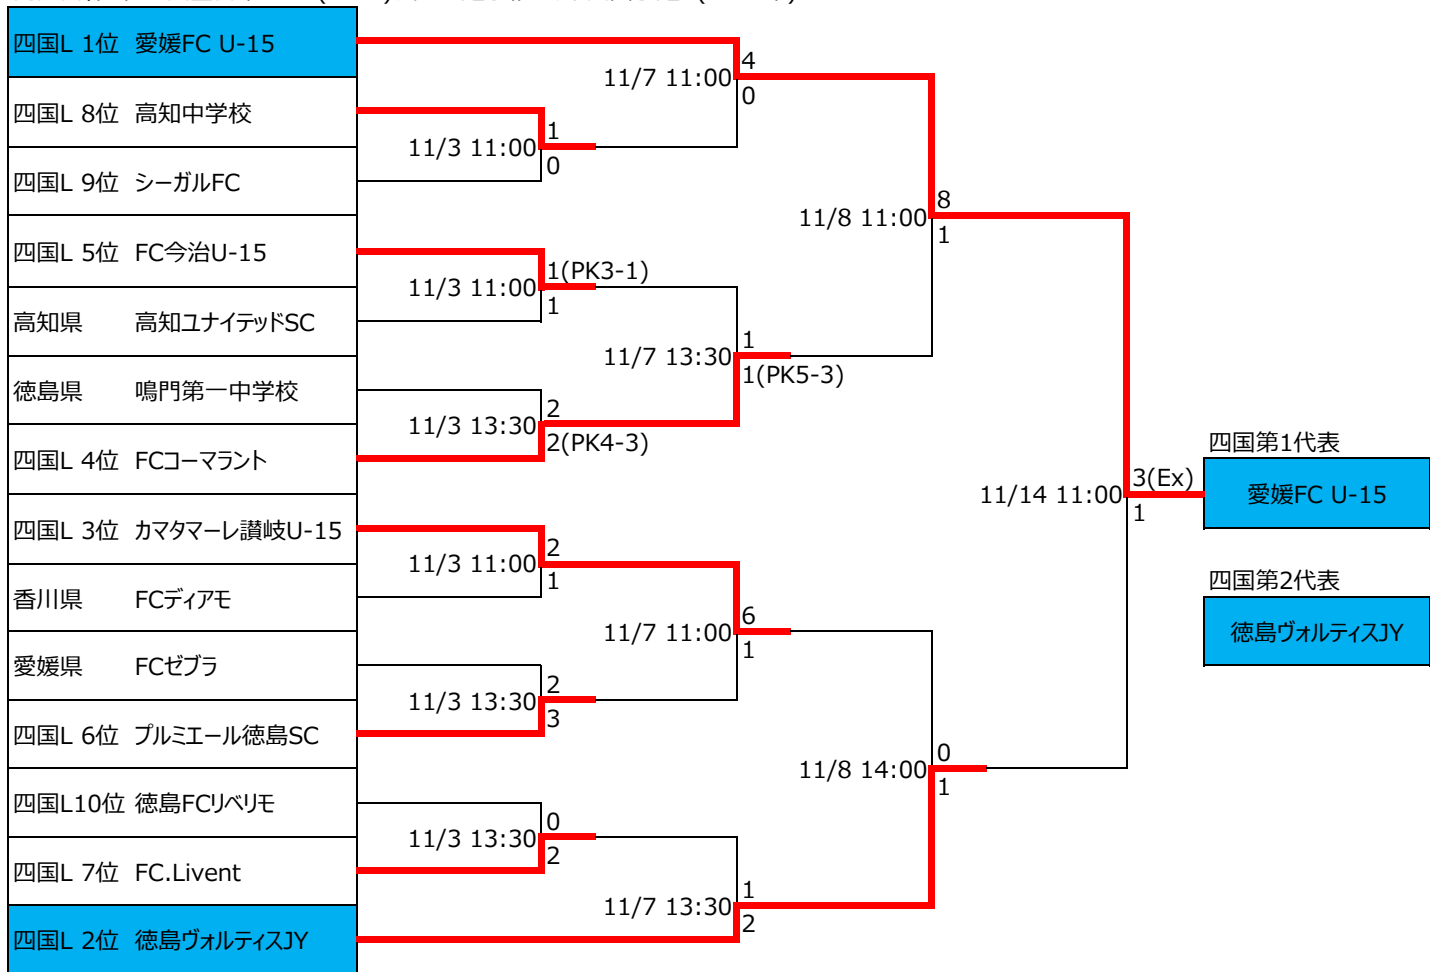 四国L 1位 愛媛FC U-15
四国L 8位 高知中学校
四国L 9位 シーガルFC
四国L 5位 FC今治U-15
高知県 高知ユナイテッドSC
徳島県 鳴門第一中学校
四国L 4位 FCコーマラント
四国L 3位 カマタマーレ讃岐U-15
香川県 FCディアモ
愛媛県 FCゼブラ
四国L 6位 プルミエール徳島SC
四国L10位 徳島FCリベリモ
四国L 7位 FC.Livent
四国L 2位 徳島ヴォルティスJY
11/3 11:00
1
0
11/3 11:00
1(PK3-1)
1
11/3 13:30
2
2(PK4-3)
11/3 11:00
2
1
11/3 13:30
2
3
11/3 13:30
0
2
11/7 11:00
4
0
11/7 13:30
1
1(PK5-3)
11/7 11:00
6
1
11/7 13:30
1
2
11/8 11:00
8
1
11/8 14:00
0
1
11/14 11:00
3(Ex)
1
四国第1代表
愛媛FC U-15
四国第2代表
徳島ヴォルティスJY